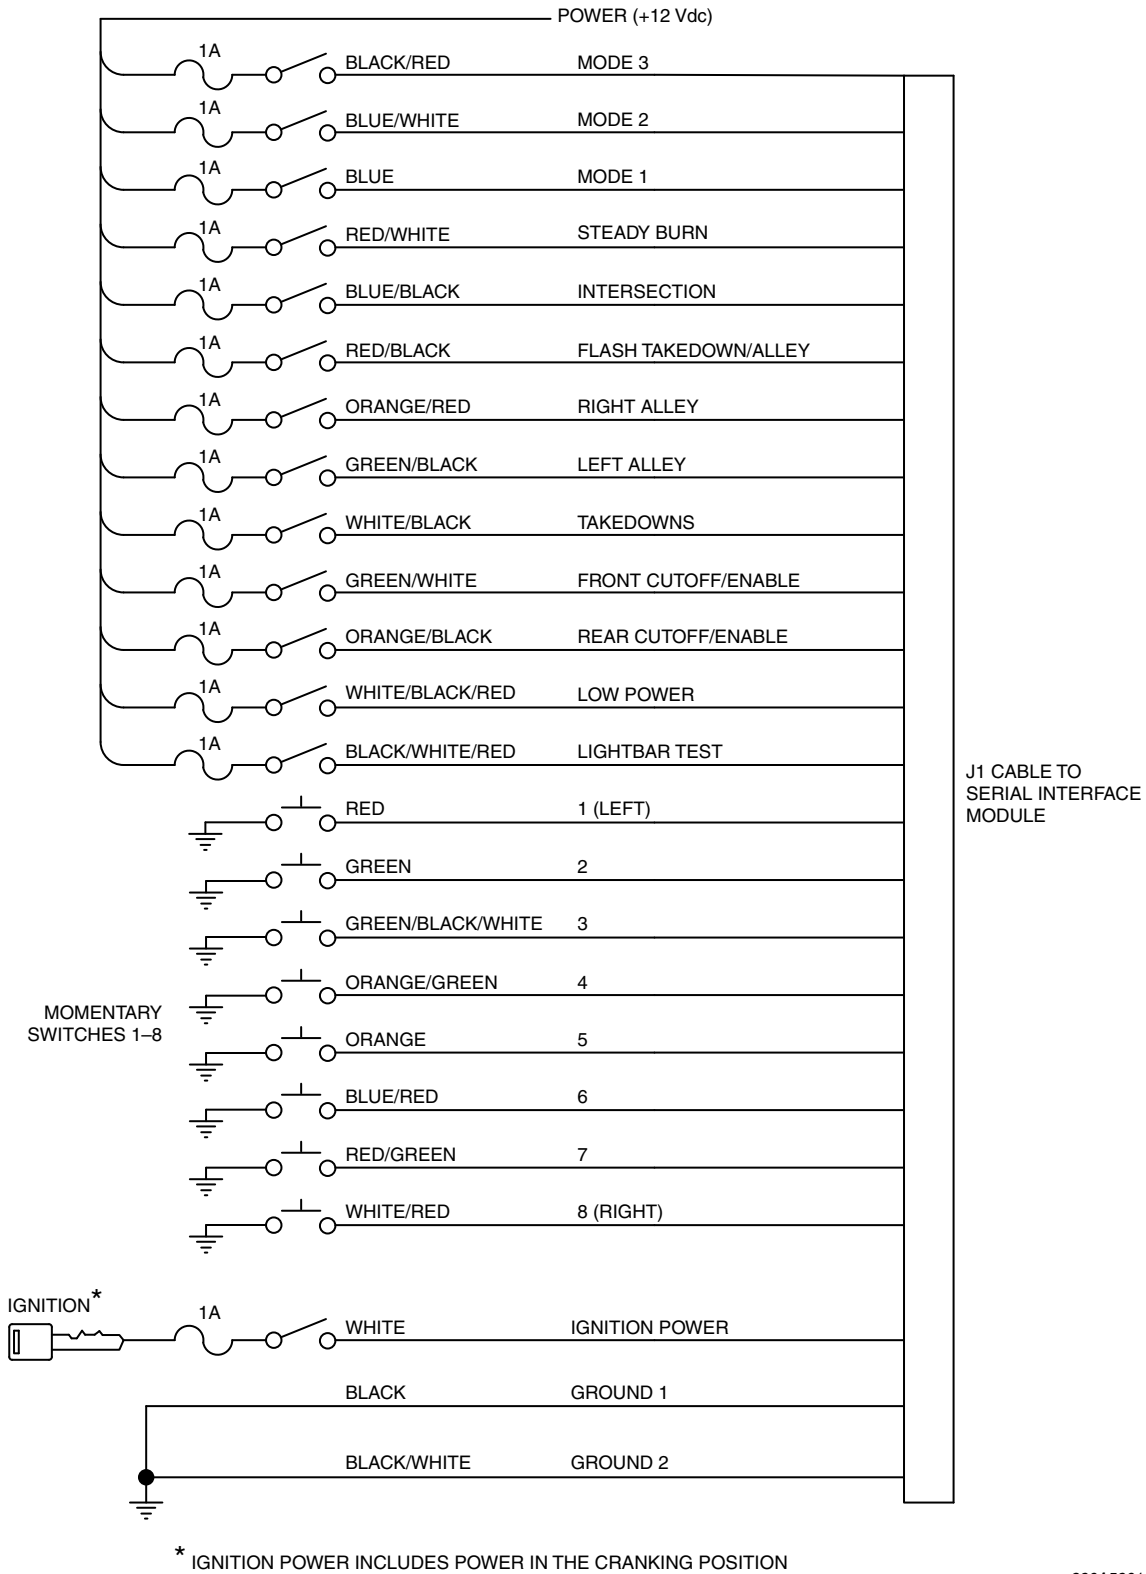 POWER (+12 Vdc)
1A BLACK/RED MODE 3
1A BLUE/WHITE MODE 2
1A BLUE MODE 1
1A RED/WHITE STEADY BURN
1A BLUE/BLACK INTERSECTION
1A RED/BLACK FLASH TAKEDOWN/ALLEY
1A ORANGE/RED RIGHT ALLEY
1A GREEN/BLACK LEFT ALLEY
1A WHITE/BLACK TAKEDOWNS
1A GREEN/WHITE FRONT CUTOFF/ENABLE
1A ORANGE/BLACK REAR CUTOFF/ENABLE
1A WHITE/BLACK/RED LOW POWER
1A BLACK/WHITE/RED LIGHTBAR TEST
J1 CABLE TO
SERIAL INTERFACE
MODULE
RED 1 (LEFT)
GREEN 2
GREEN/BLACK/WHITE 3
ORANGE/GREEN 4
MOMENTARY
SWITCHES 1–8
ORANGE 5
BLUE/RED 6
RED/GREEN 7
WHITE/RED 8 (RIGHT)
IGNITION*
1A WHITE IGNITION POWER
BLACK GROUND 1
BLACK/WHITE GROUND 2
* IGNITION POWER INCLUDES POWER IN THE CRANKING POSITION